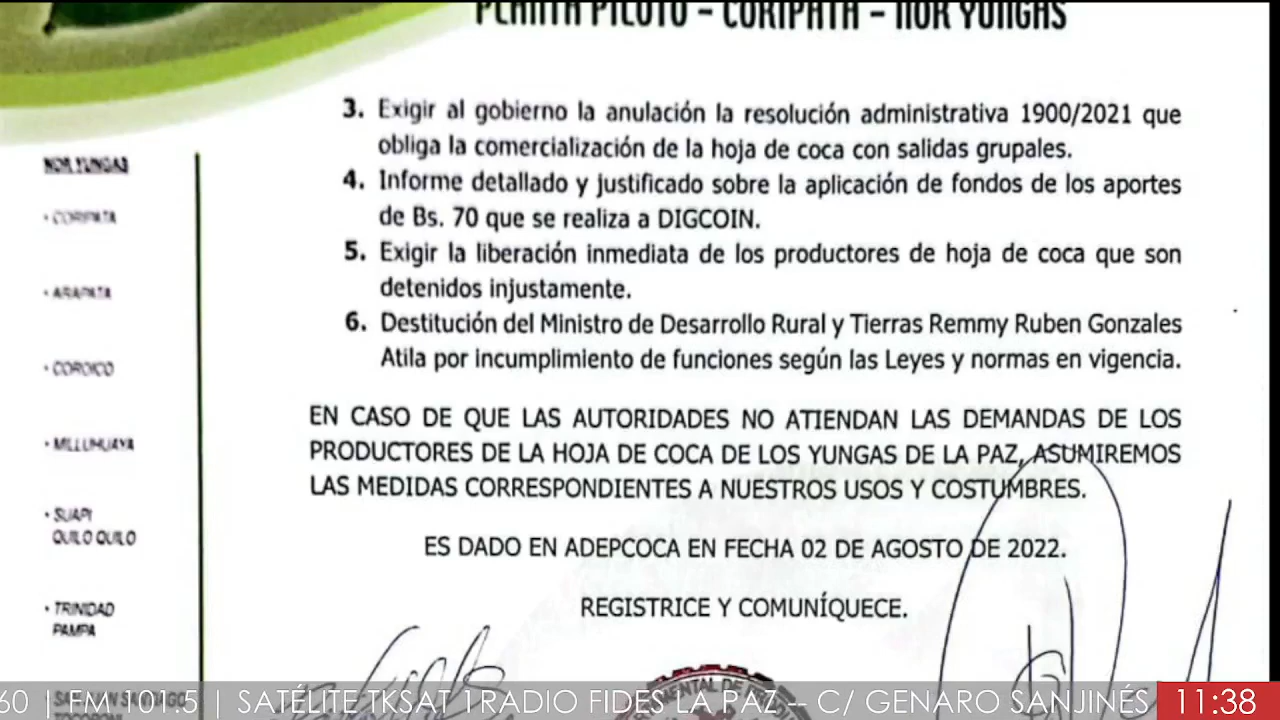 PLANTA PILOTO – CORIPATA – NOR YUNGAS
3. Exigir al gobierno la anulación la resolución administrativa 1900/2021 que
obliga la comercialización de la hoja de coca con salidas grupales.
4. Informe detallado y justificado sobre la aplicación de fondos de los aportes
de Bs. 70 que se realiza a DIGCOIN.
5. Exigir la liberación inmediata de los productores de hoja de coca que son
detenidos injustamente.
6. Destitución del Ministro de Desarrollo Rural y Tierras Remmy Ruben Gonzales
Atila por incumplimiento de funciones según las Leyes y normas en vigencia.
EN CASO DE QUE LAS AUTORIDADES NO ATIENDAN LAS DEMANDAS DE LOS
PRODUCTORES DE LA HOJA DE COCA DE LOS YUNGAS DE LA PAZ, ASUMIREMOS
LAS MEDIDAS CORRESPONDIENTES A NUESTROS USOS Y COSTUMBRES.
ES DADO EN ADEPCOCA EN FECHA 02 DE AGOSTO DE 2022.
REGISTRICE Y COMUNÍQUECE.
NOR YUNGAS
• CORIPATA
• ARAPATA
• COROICO
• MILLUHUAYA
• SUAPI
QUILO QUILO
• TRINIDAD
PAMPA
60 | FM 101.5 | SATÉLITE TKSAT 1 RADIO FIDES LA PAZ -- C/ GENARO SANJINÉS
11:38